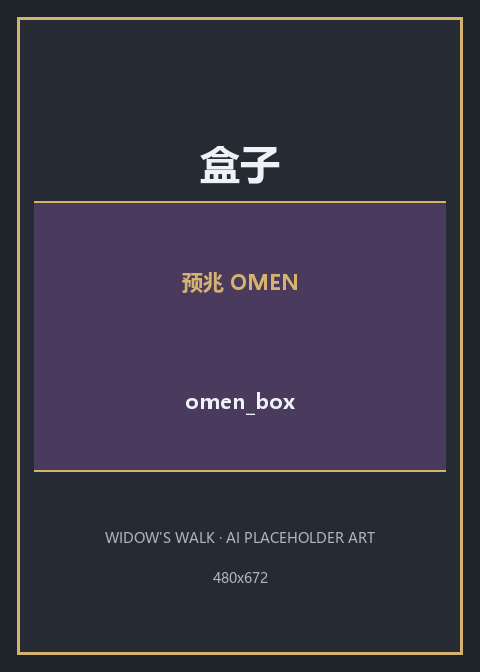 盒子
预兆 OMEN
omen_box
WIDOW'S WALK · AI PLACEHOLDER ART
480x672